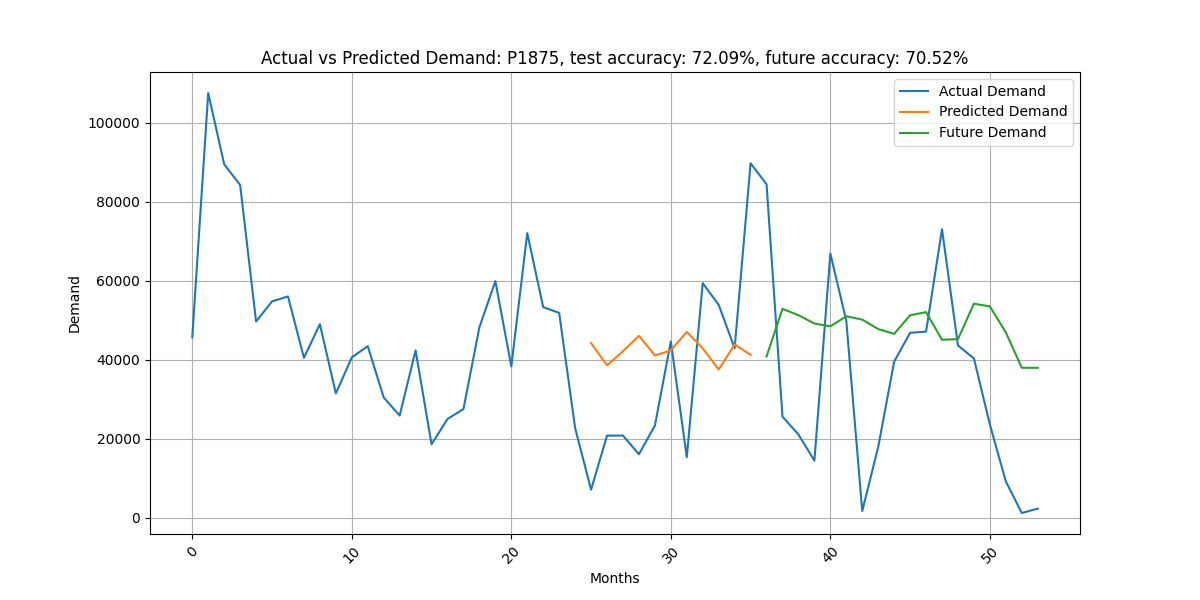 Actual vs Predicted Demand: P1875, test accuracy: 72.09%, future accuracy: 70.52%
Actual Demand
Predicted Demand
Future Demand
100000
80000
60000
40000
20000
0
Demand
0 10 20 30 40 50
Months